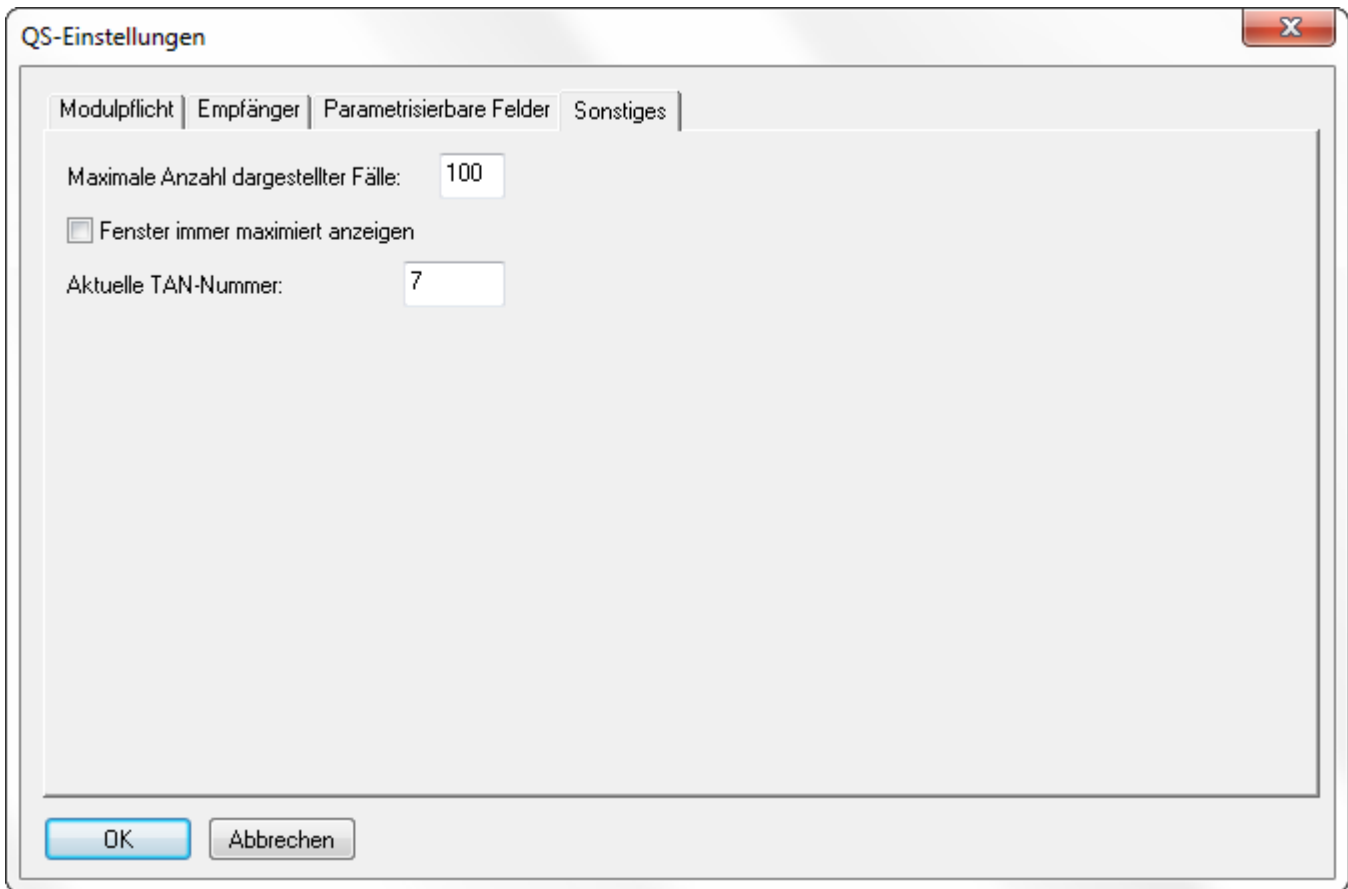 QS-Einstellungen
Modulpflicht Empfänger Parametrisierbare Felder Sonstiges
Maximale Anzahl dargestellter Fälle: 100
Fenster immer maximiert anzeigen
Aktuelle TAN-Nummer: 7
OK Abbrechen